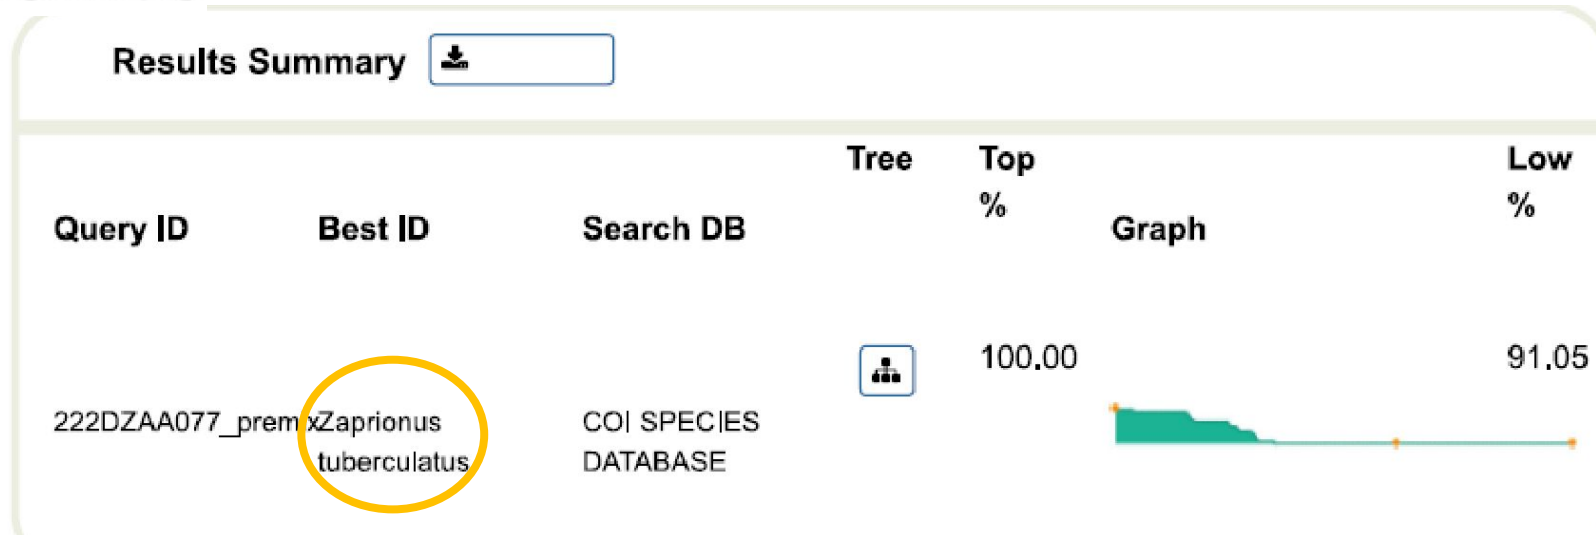 Results Summary
Tree Top Low
% %
Query ID Best ID Search DB Graph
100.00 91.05
222DZAA077_premix Zaprionus COI SPECIES
tuberculatus DATABASE